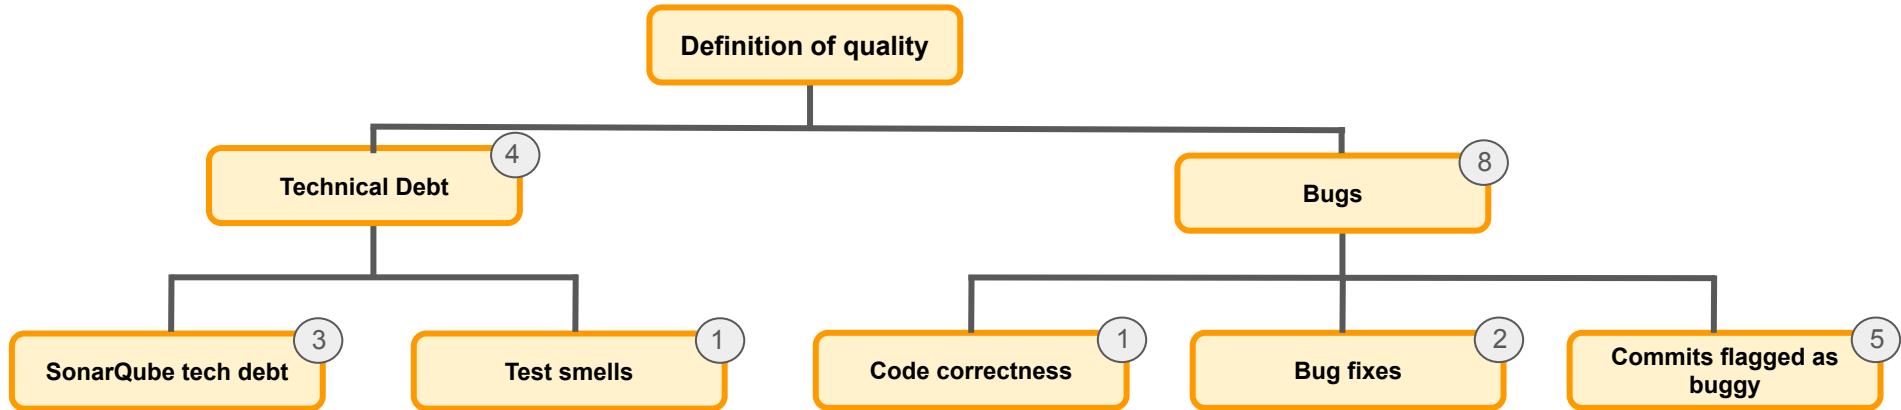 Definition of quality
4
Technical Debt
8
Bugs
3
SonarQube tech debt
1
Test smells
1
Code correctness
2
Bug fixes
5
Commits flagged as
buggy